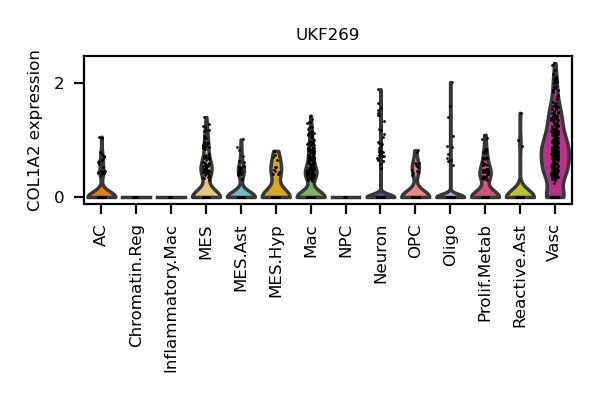 UKF269
COL1A2 expression
2
0
AC
Chromatin.Reg
Inflammatory.Mac
MES
MES.Ast
MES.Hyp
Mac
NPC
Neuron
OPC
Oligo
Prolif.Metab
Reactive.Ast
Vasc